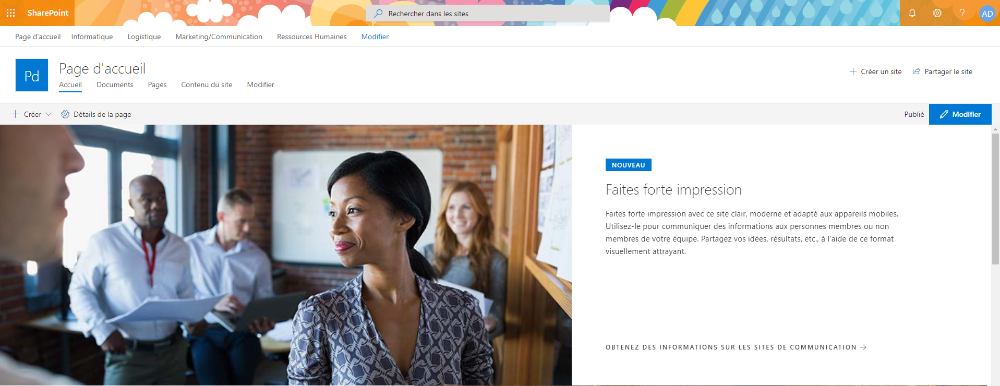 SharePoint
Rechercher dans les sites
?
AD
Page d'accueil Informatique Logistique Marketing/Communication Ressources Humaines Modifier
Pd
Page d'accueil
Accueil Documents Pages Contenu du site Modifier
Créer un site Partager le site
Créer Détails de la page
Publié Modifier
NOUVEAU
Faites forte impression
Faites forte impression avec ce site clair, moderne et adapté aux appareils mobiles.
Utilisez-le pour communiquer des informations aux personnes membres ou non
membres de votre équipe. Partagez vos idées, résultats, etc., à l’aide de ce format
visuellement attrayant.
OBTENEZ DES INFORMATIONS SUR LES SITES DE COMMUNICATION →